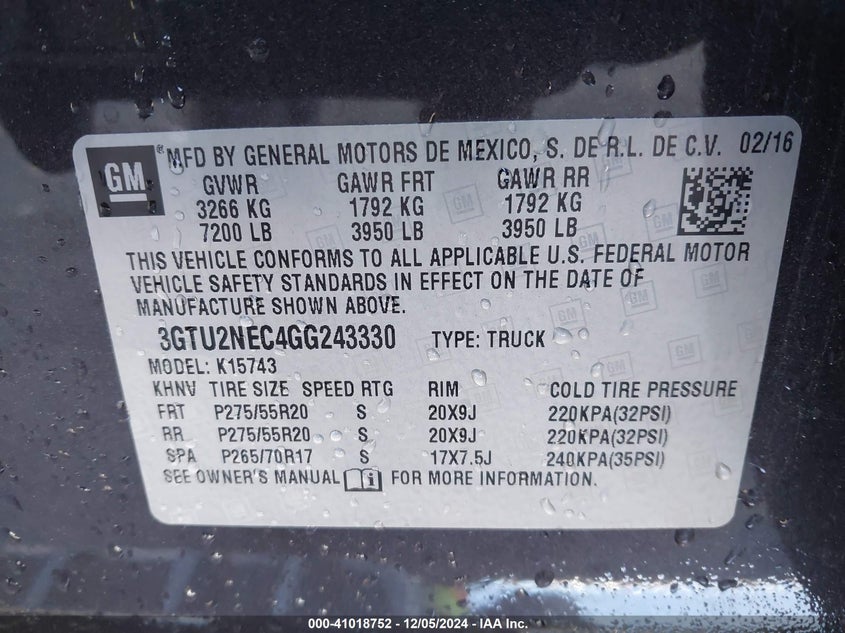 GM ® MFD BY GENERAL MOTORS DE MEXICO, S. DE R.L. DE C.V. 02/16
GVWR GAWR FRT GAWR RR
3266 KG 1792 KG 1792 KG
7200 LB 3950 LB 3950 LB
THIS VEHICLE CONFORMS TO ALL APPLICABLE U.S. FEDERAL MOTOR
VEHICLE SAFETY STANDARDS IN EFFECT ON THE DATE OF
MANUFACTURE SHOWN ABOVE.
3GTU2NEC4GG243330 TYPE: TRUCK
MODEL: K15743
KHNV TIRE SIZE SPEED RTG RIM COLD TIRE PRESSURE
FRT P275/55R20 S 20X9J 220KPA(32PSI)
RR P275/55R20 S 20X9J 220KPA(32PSI)
SPA P265/70R17 S 17X7.5J 240KPA(35PSI)
SEE OWNER'S MANUAL i FOR MORE INFORMATION.
000-41018752 - 12/05/2024 - IAAI Inc.